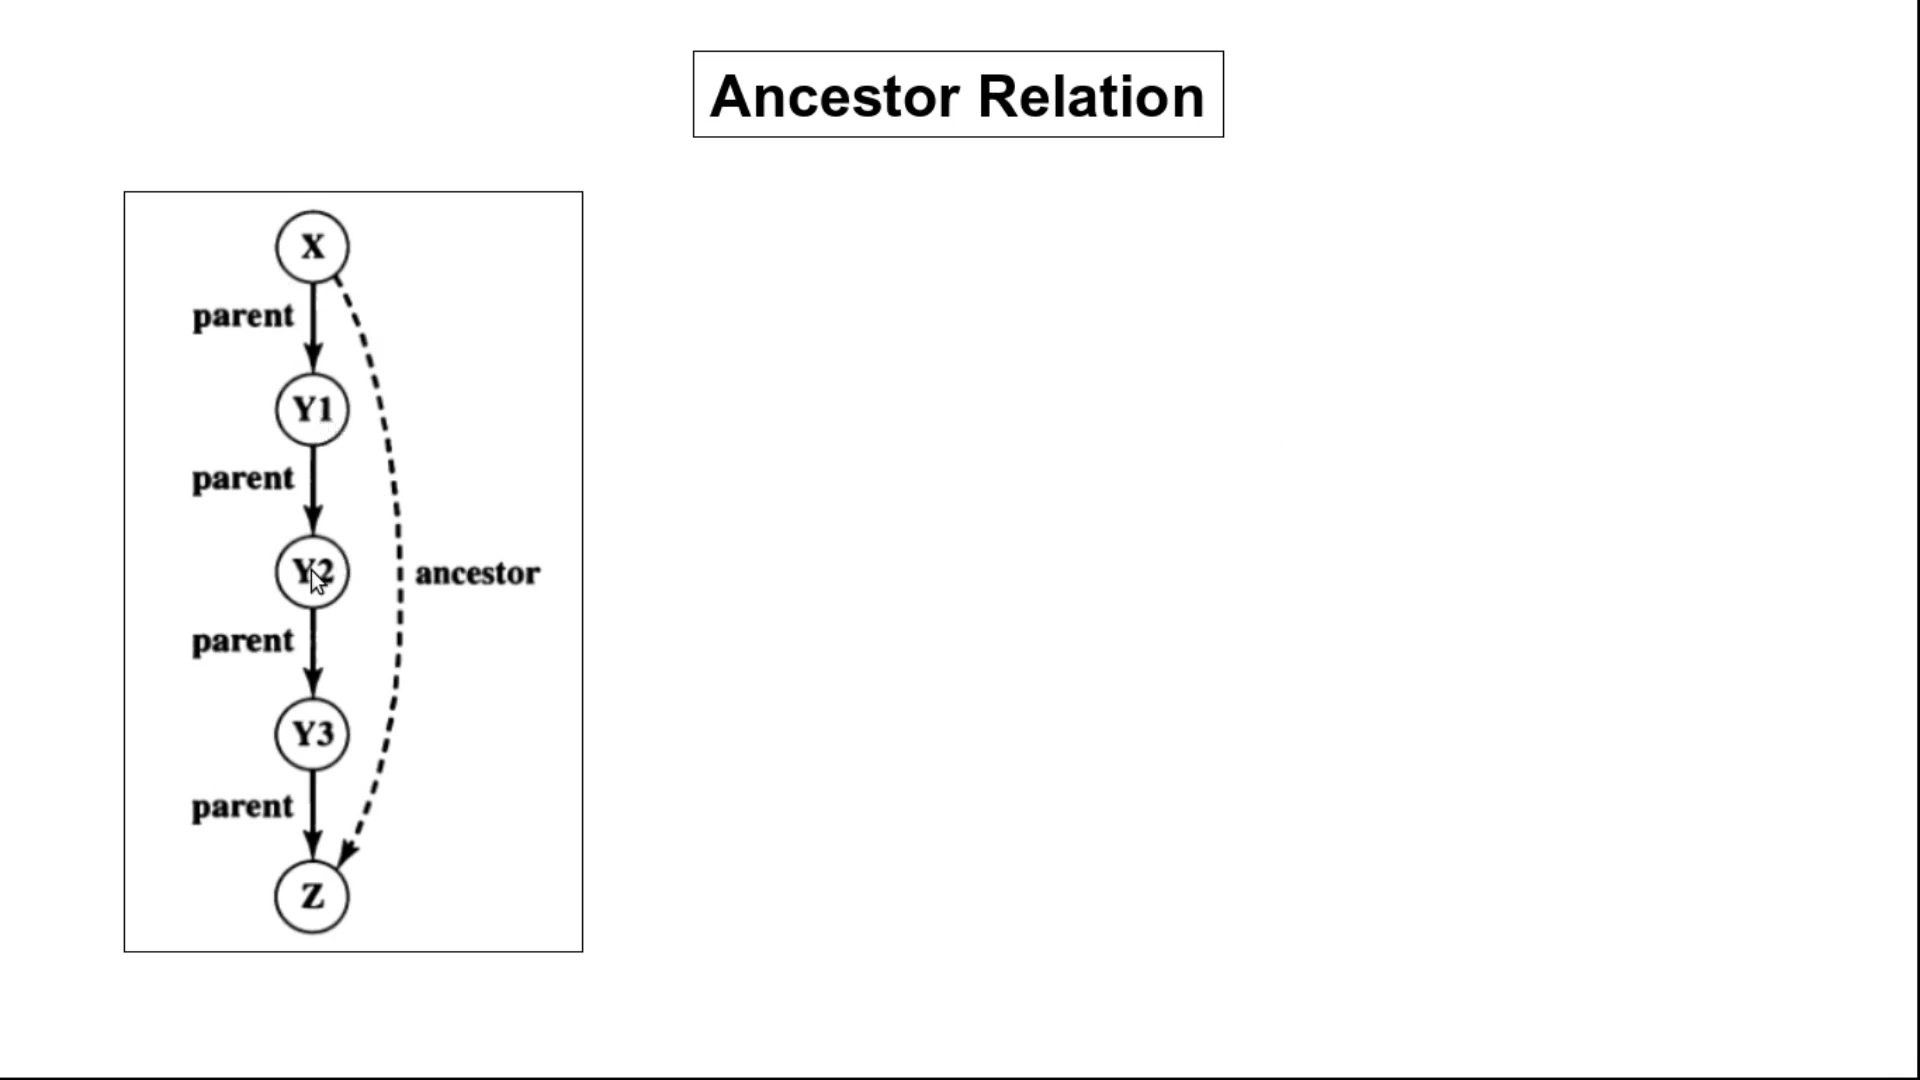 Ancestor Relation
X
parent
Y1
parent
Y2
ancestor
parent
Y3
parent
Z